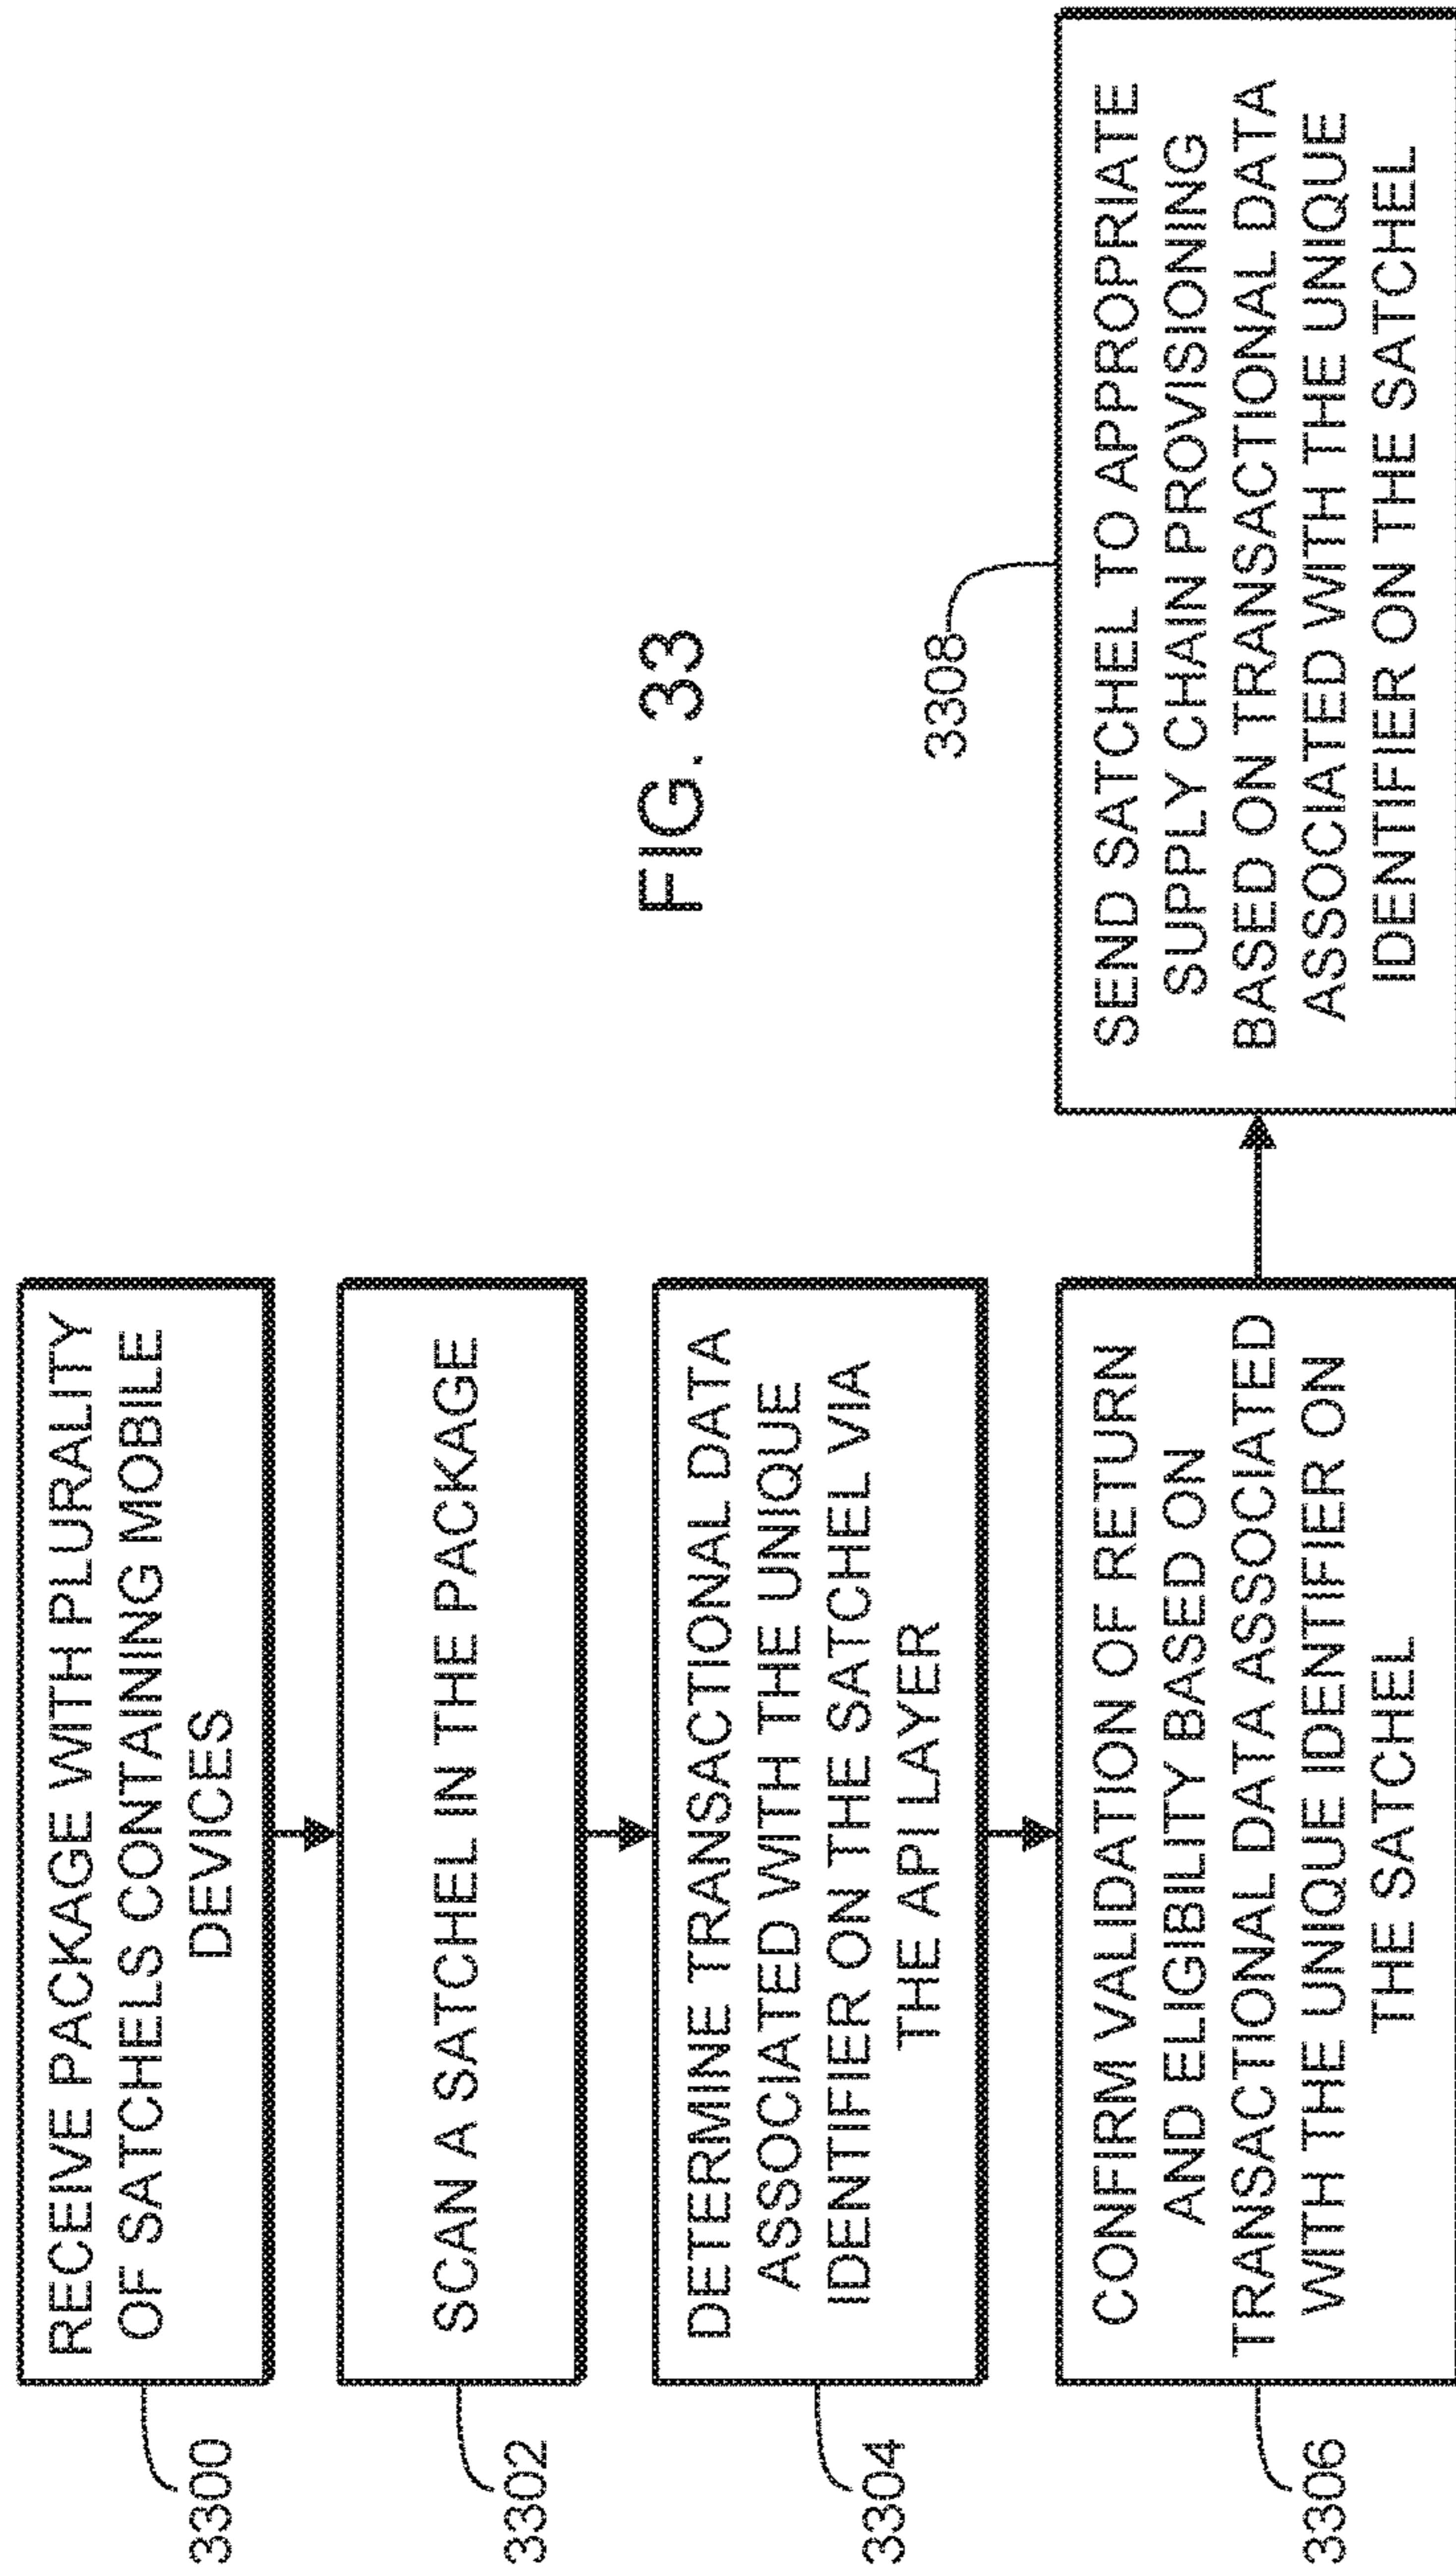 3300
RECEIVE PACKAGE WITH PLURALITY
OF SATCHELS CONTAINING MOBILE
DEVICES
3302
SCAN A SATCHEL IN THE PACKAGE
3304
DETERMINE TRANSACTIONAL DATA
ASSOCIATED WITH THE UNIQUE
IDENTIFIER ON THE SATCHEL VIA
THE API LAYER
3306
CONFIRM VALIDATION OF RETURN
AND ELIGIBILITY BASED ON
TRANSACTIONAL DATA ASSOCIATED
WITH THE UNIQUE IDENTIFIER ON
THE SATCHEL
3308
SEND SATCHEL TO APPROPRIATE
SUPPLY CHAIN PROVISIONING
BASED ON TRANSACTIONAL DATA
ASSOCIATED WITH THE UNIQUE
IDENTIFIER ON THE SATCHEL
FIG. 33